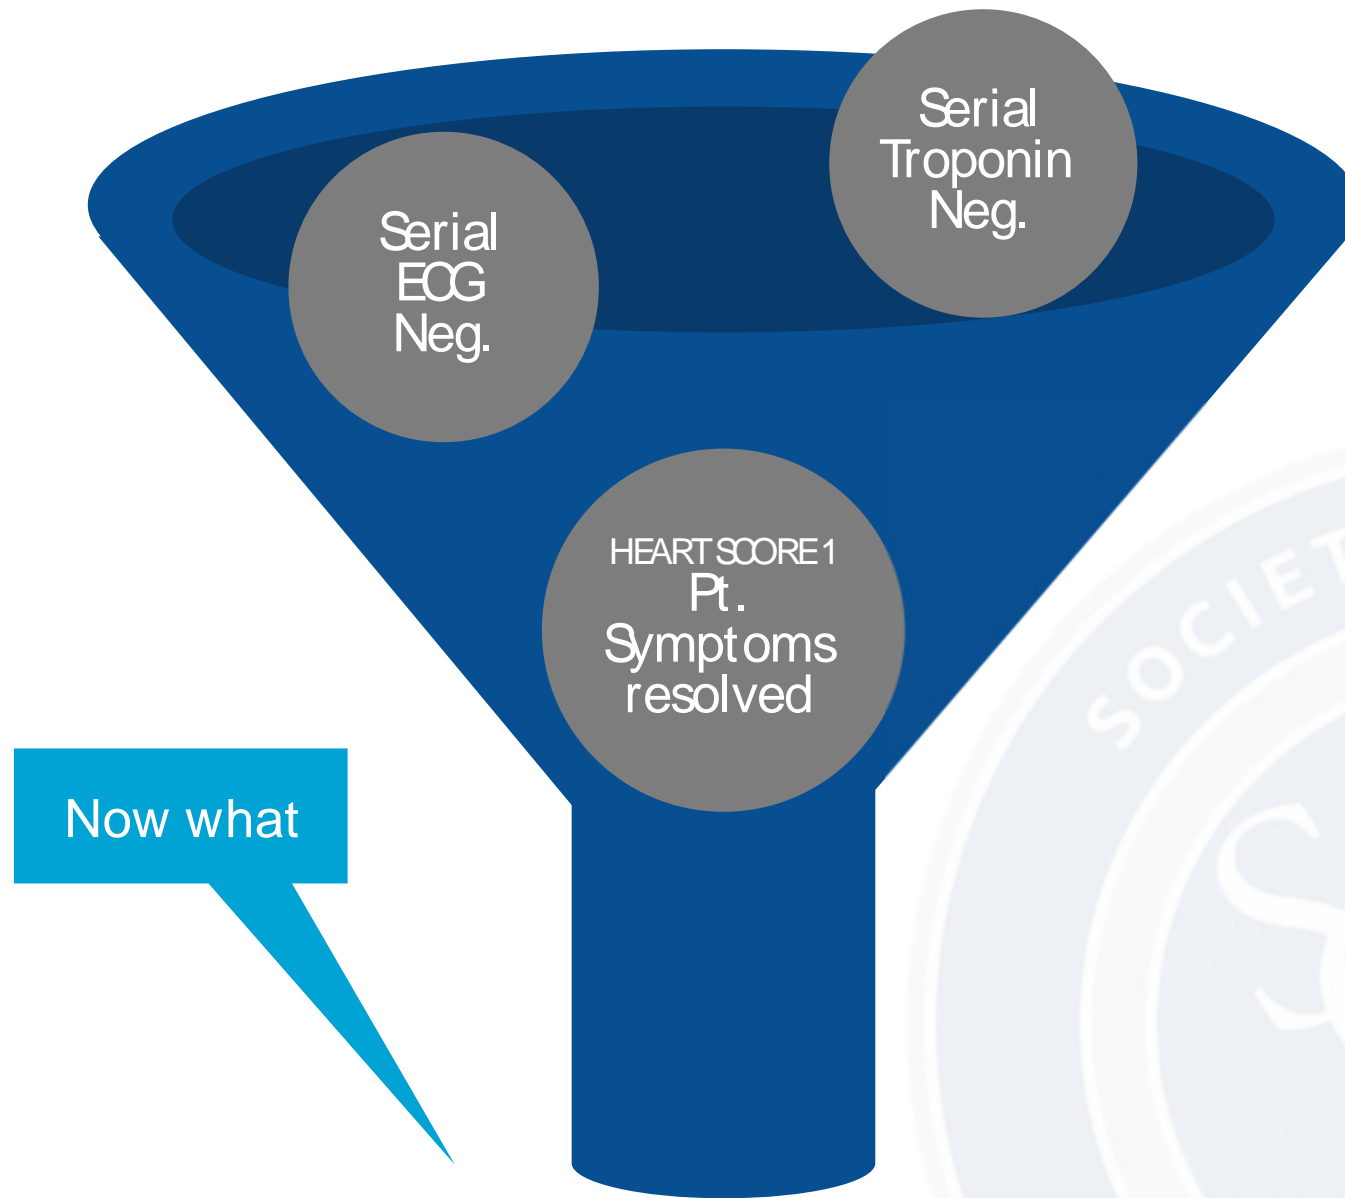 Serial
Troponin
Neg.
Serial
ECG
Neg.
HEART SCORE 1
Pt.
Symptoms
resolved
Now what
SOCIET